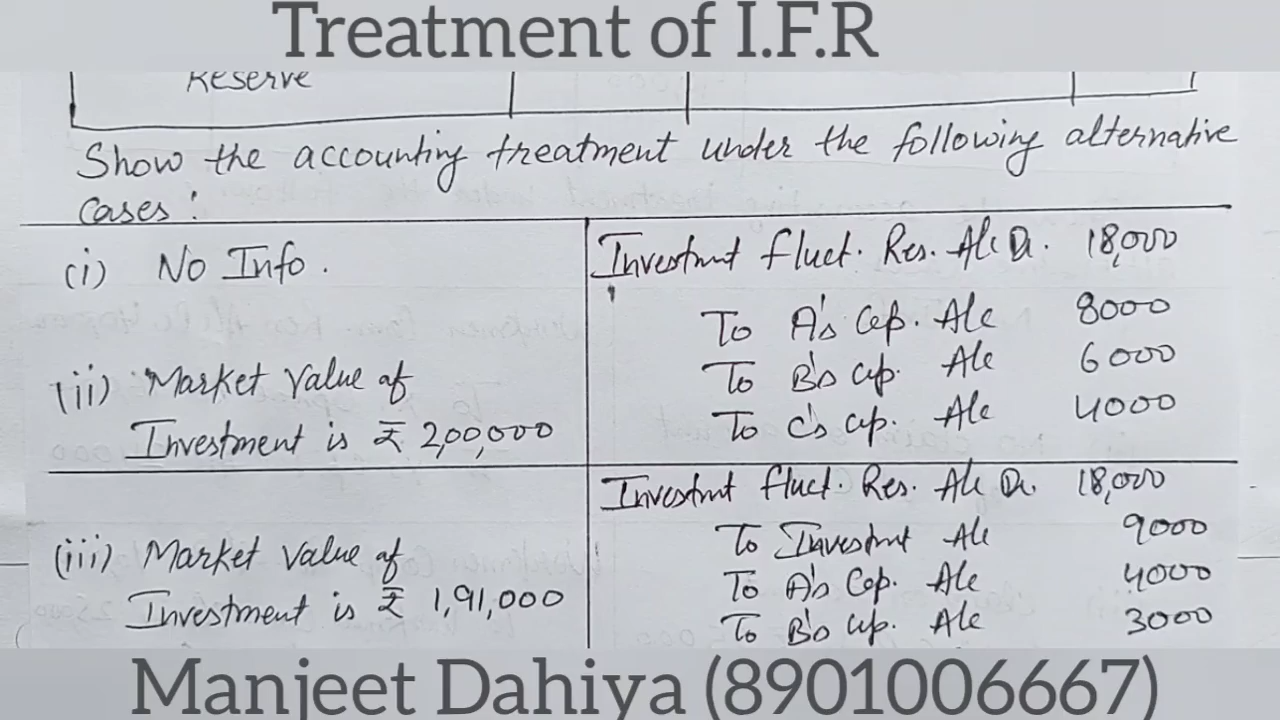 Treatment of I.F.R
Reserve
Show the accounting treatment under the following alternative
Cases :
(i) No Info.
Investmnt fluct. Res. A/c Dr. 18,000
To A's Cap. A/c 8000
To B's cap. A/c 6000
To C's cap. A/c 4000
(ii) Market Value of
Investment is ₹ 2,00,000
Investmnt fluct. Res. A/c Dr. 18,000
To Investmnt A/c 9000
To A's Cap. A/c 4000
To B's cap. A/c 3000
(iii) Market Value of
Investment is ₹ 1,91,000
Manjeet Dahiya (8901006667)